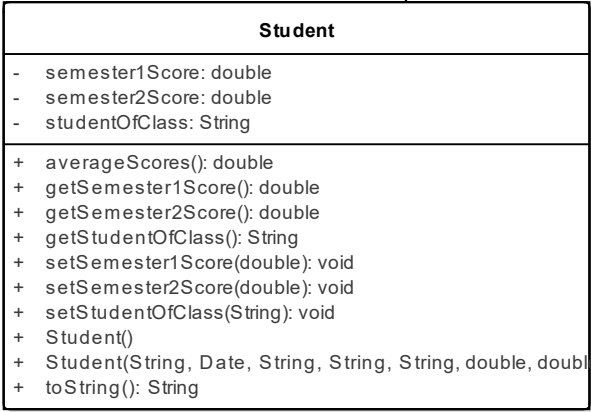 Student
- semester1Score: double
- semester2Score: double
- studentOfClass: String
+ averageScores(): double
+ getSemester1Score(): double
+ getSemester2Score(): double
+ getStudentOfClass(): String
+ setSemester1Score(double): void
+ setSemester2Score(double): void
+ setStudentOfClass(String): void
+ Student()
+ Student(String, Date, String, String, String, double, doubl
+ toString(): String